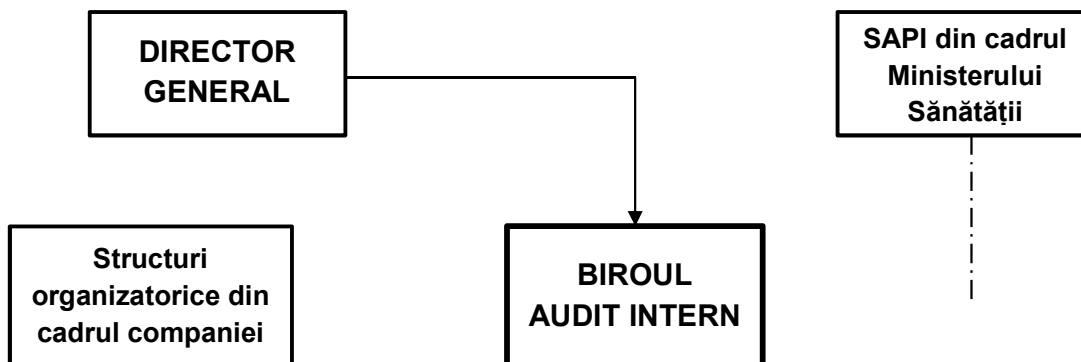 DIRECTOR
GENERAL
SAPI din cadrul
Ministerului
Sănătății
Structuri
organizatorice din
cadrul companiei
BIROUL
AUDIT INTERN